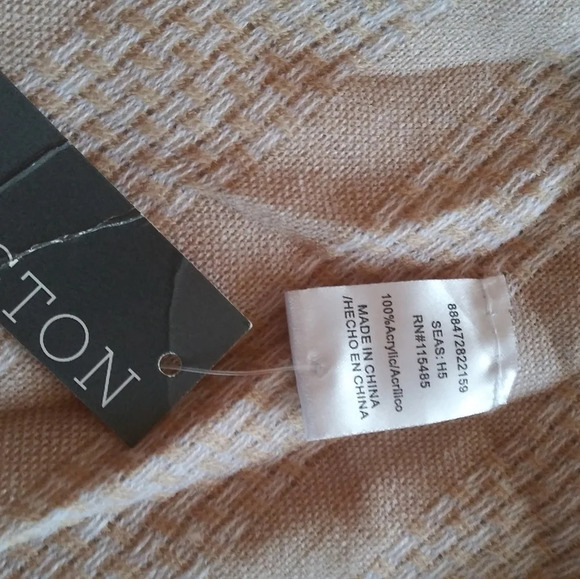 CTON
888472822159
SEAS: H5
RN#115485
100%Acrylic/Acrílico
MADE IN CHINA
/HECHO EN CHINA